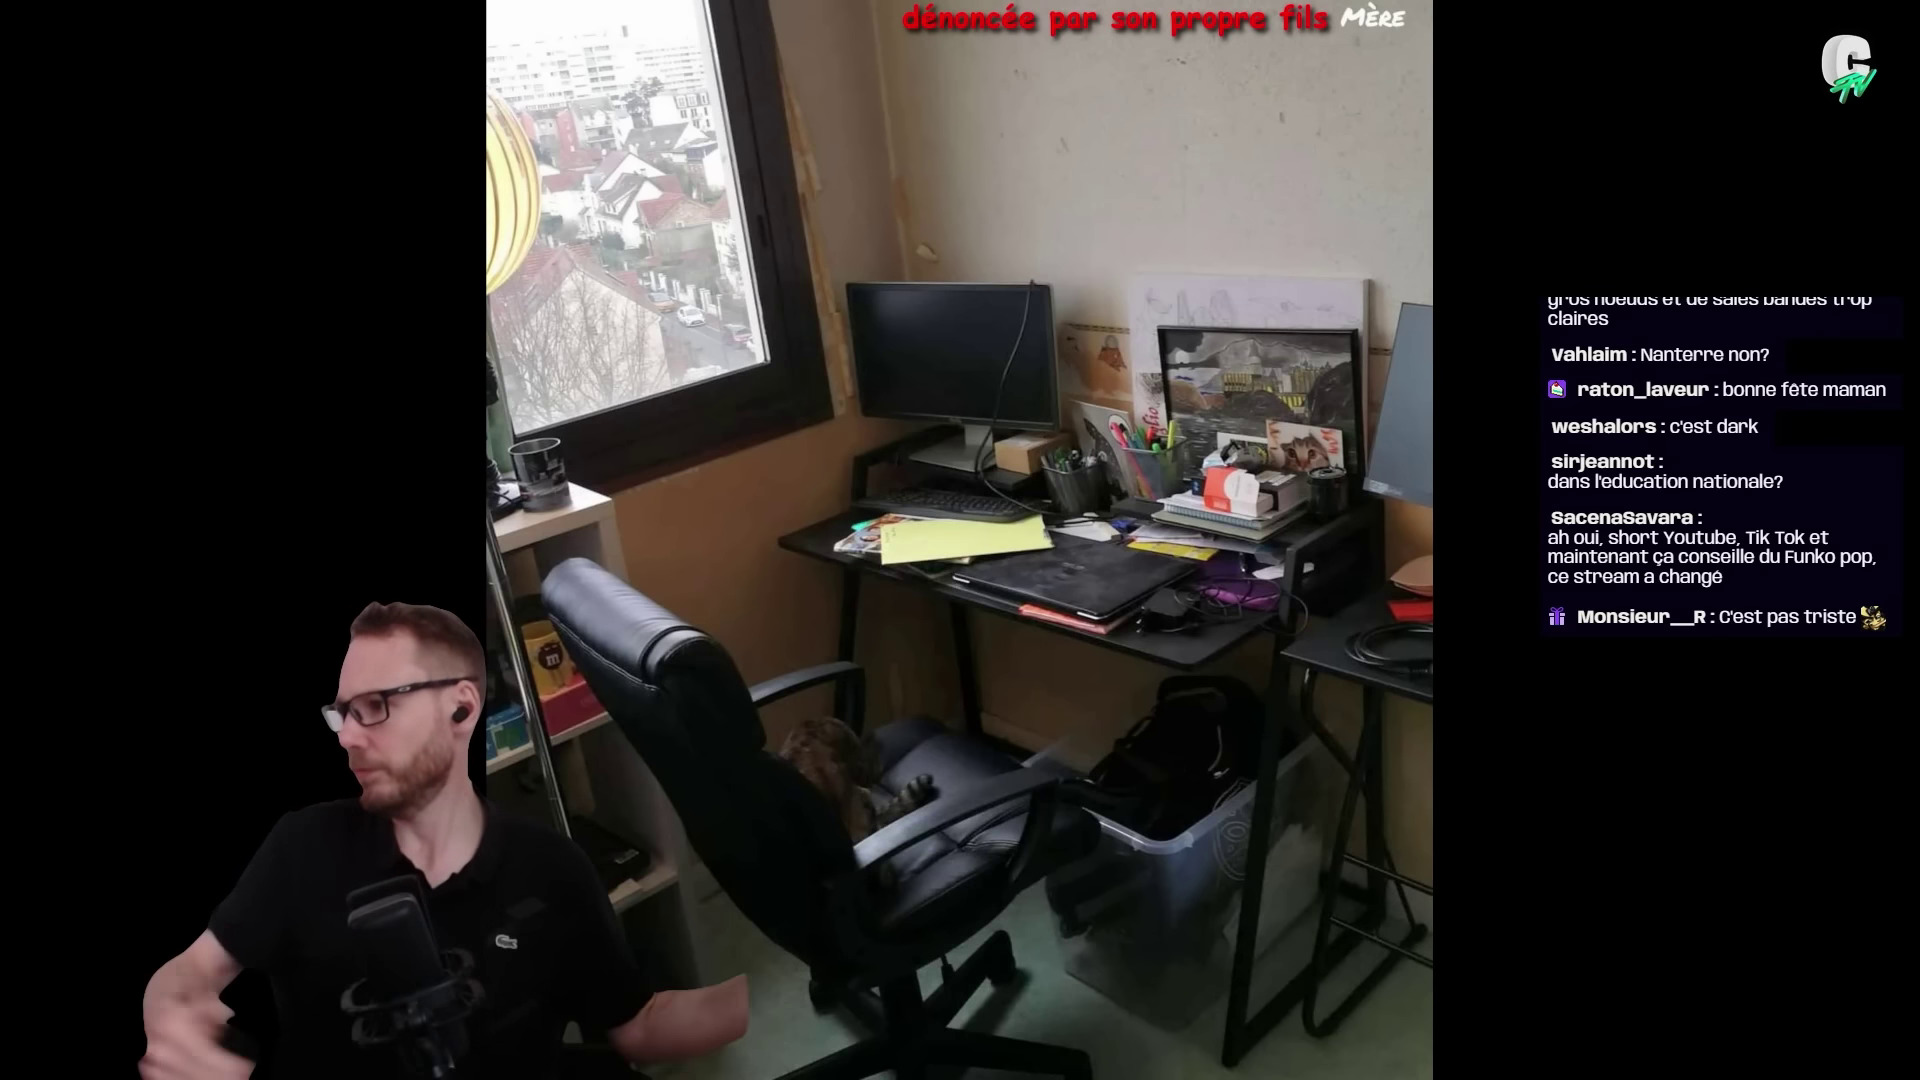 dénoncée par son propre fils Mère
gros noeuds et de sales bandes trop
claires
Vahlaim : Nanterre non?
raton_laveur : bonne fête maman
weshalors : c'est dark
sirjeannot :
dans l'education nationale?
SacenaSavara :
ah oui, short Youtube, Tik Tok et
maintenant ça conseille du Funko pop,
ce stream a changé
Monsieur__R : C'est pas triste